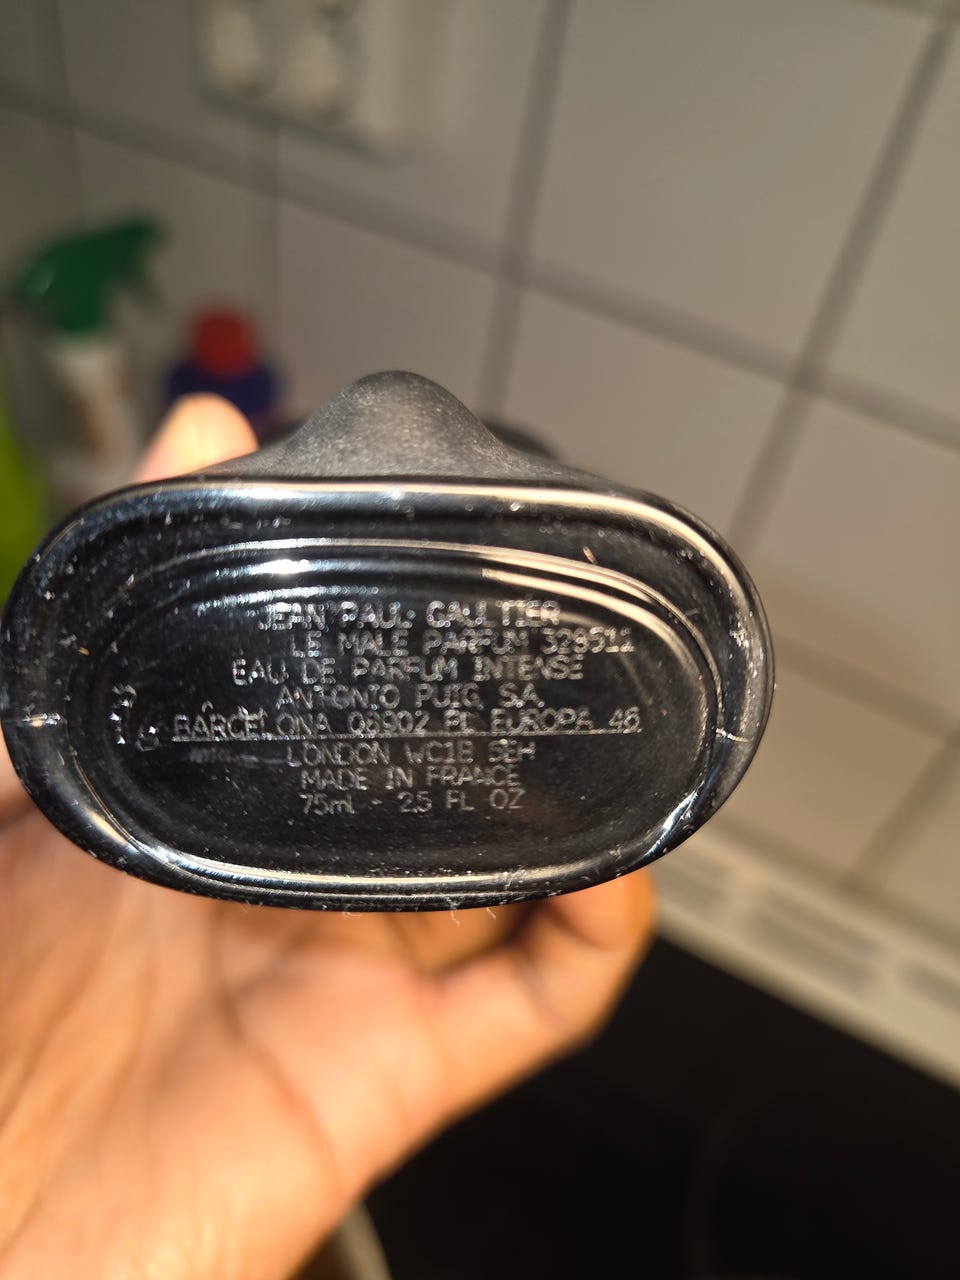 JEAN PAUL GAULTIER
LE MALE PARFUM 328911
EAU DE PARFUM INTENSE
ANTONIO PUIG S.A.
BARCELONA 08902 PL EUROPA 46
LONDON WC1B 5EH
MADE IN FRANCE
75ml - 2.5 FL OZ